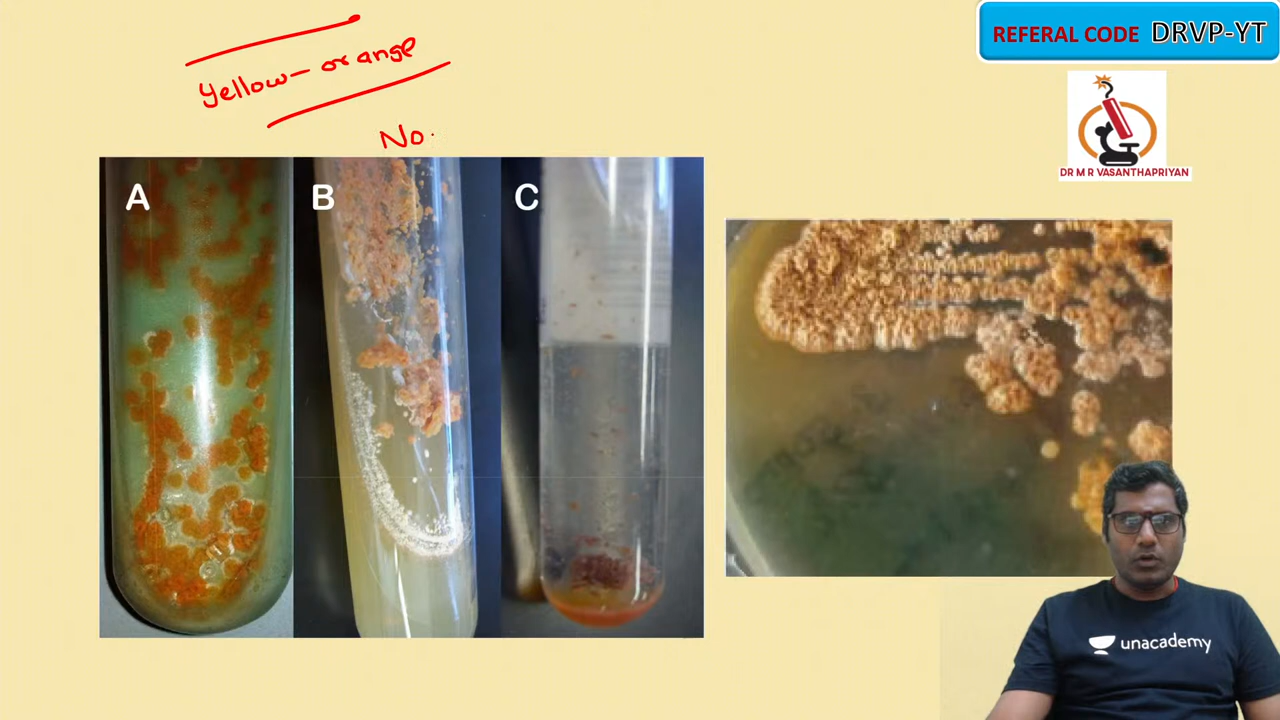 Yellow- orange
No.
REFERAL CODE DRVP-YT
DR M R VASANTHAPRIYAN
A
B
C
unacademy